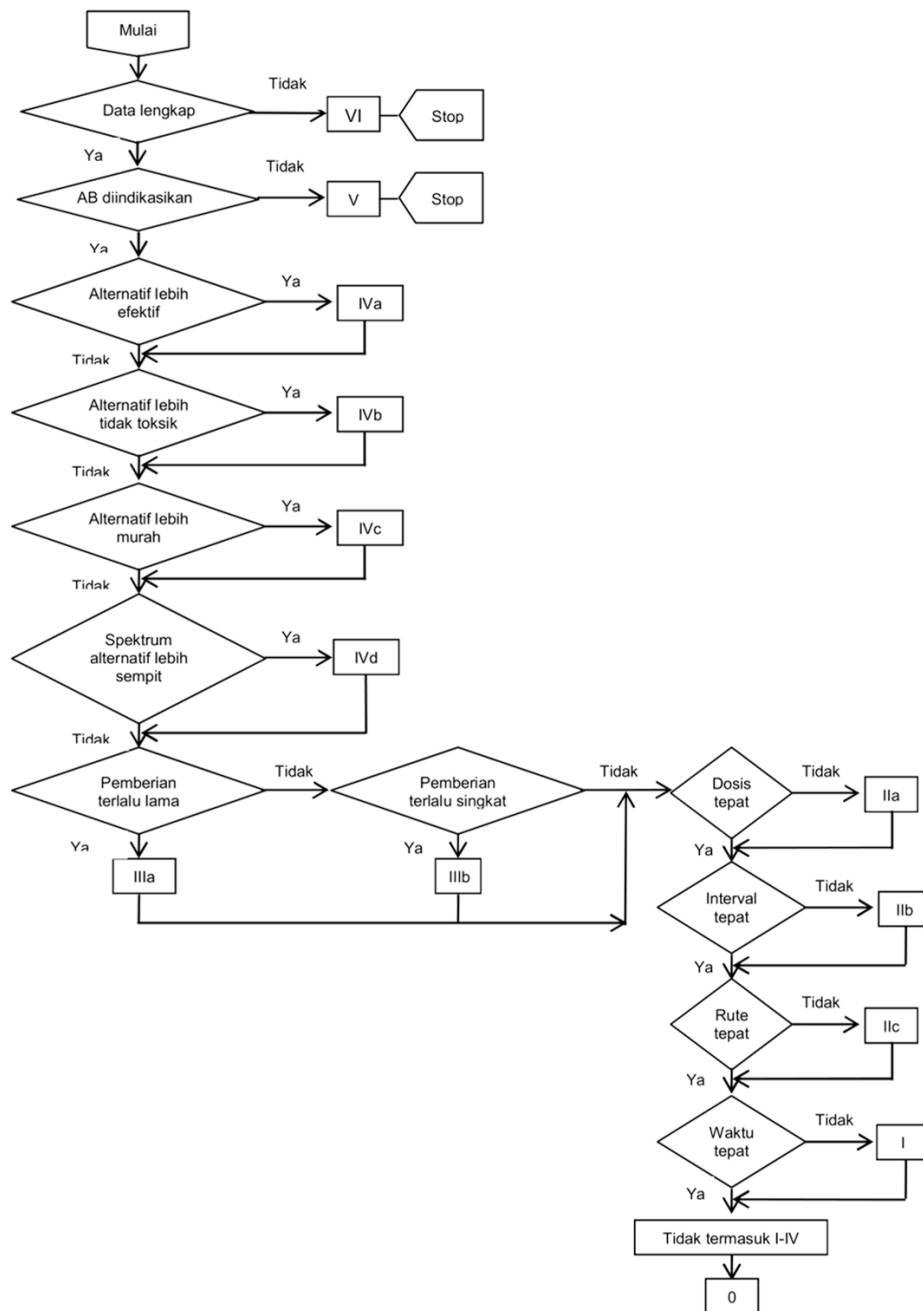 Mulai
Tidak
Data lengkap
VI
Stop
Ya
Tidak
AB diindikasikan
V
Stop
Ya
Alternatif lebih
efektif
Ya
IVa
Tidak
Alternatif lebih
tidak toksik
Ya
IVb
Tidak
Alternatif lebih
murah
Ya
IVc
Tidak
Spektrum
alternatif lebih
sempit
Ya
IVd
Tidak
Pemberian
terlalu lama
Tidak
Pemberian
terlalu singkat
Tidak
Dosis
tepat
Tidak
IIa
Ya
Ya
Ya
IIIa
IIIb
Interval
tepat
Tidak
IIb
Ya
Rute
tepat
Tidak
IIc
Ya
Waktu
tepat
Tidak
I
Ya
Tidak termasuk I-IV
0